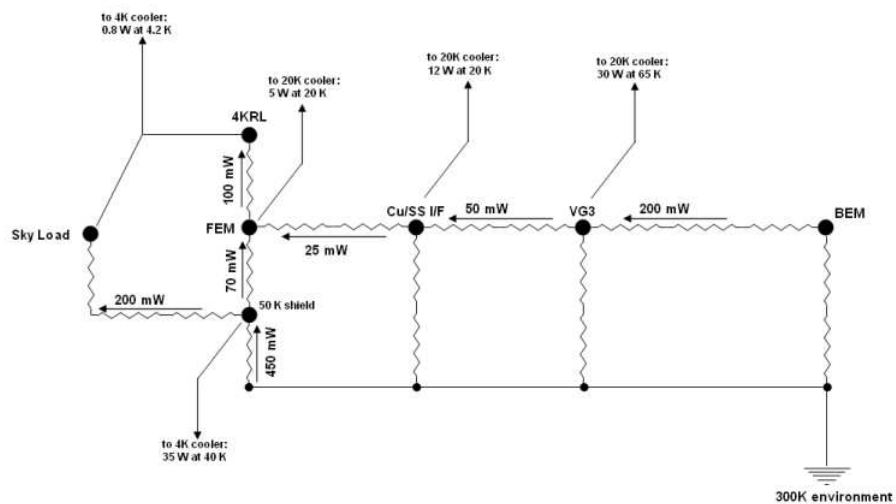 to 4K cooler:
0.8 W at 4.2 K
to 20K cooler:
5 W at 20 K
to 20K cooler:
12 W at 20 K
to 20K cooler:
30 W at 65 K
4KRL
100 mW
Sky Load
FEM
Cu/SS I/F
50 mW
VG3
200 mW
BEM
25 mW
70 mW
200 mW
50 K shield
450 mW
to 4K cooler:
35 W at 40 K
300K environment